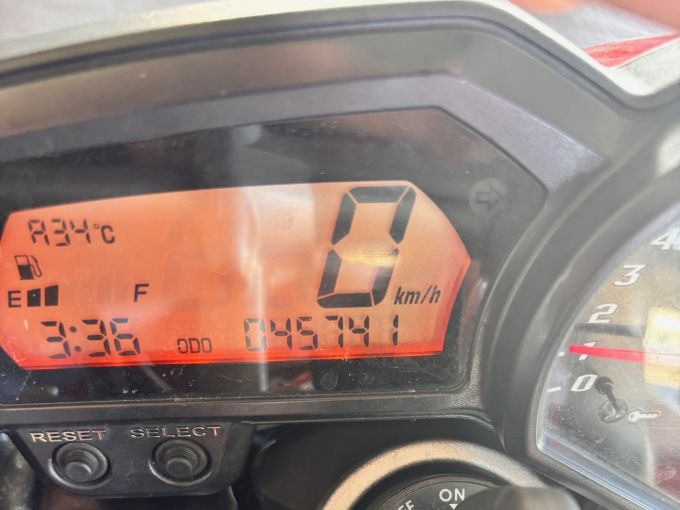 A34°C
0 km/h
E F
3:36 ODO 045741
RESET SELECT
ON
4
3
2
1
0